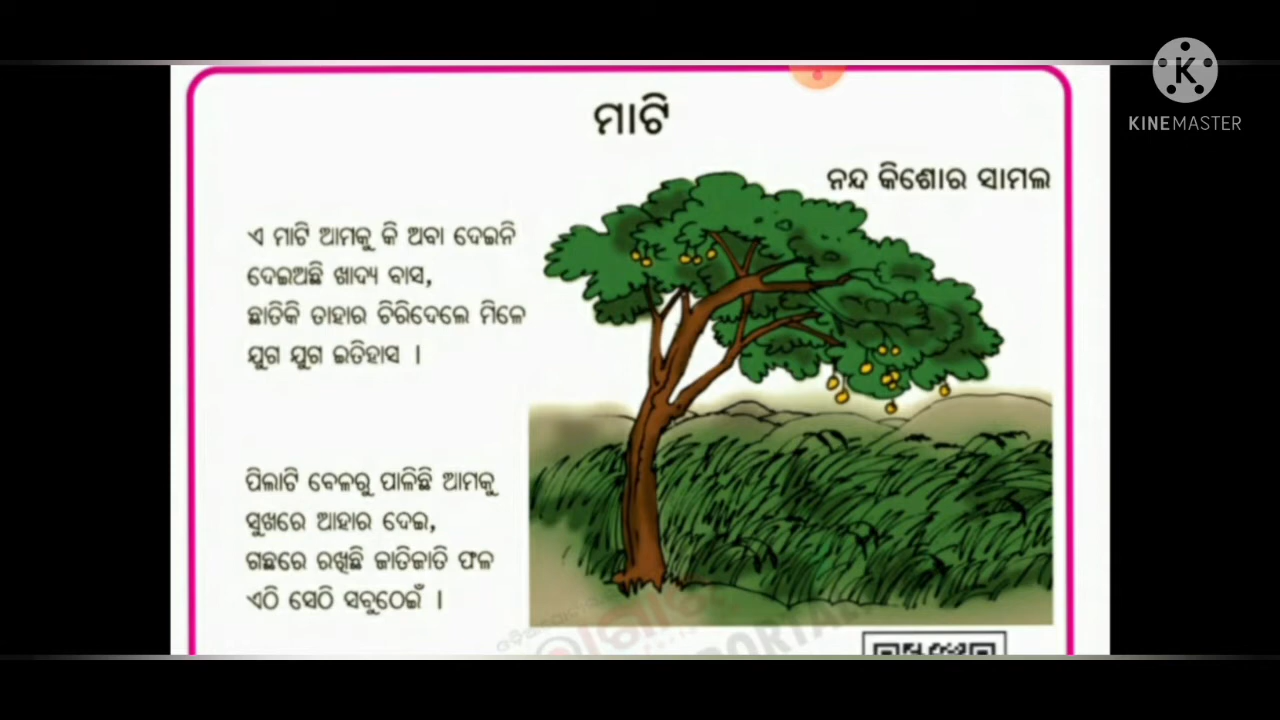 KINEMASTER
ମାଟି
ନନ୍ଦ କିଶୋର ସାମଲ
ଏ ମାଟି ଆମକୁ କି ଅବା ଦେଇନି
ଦେଇଅଛି ଖାଦ୍ୟ ବାସ,
ଛାତିକି ତାହାର ଚିରିଦେଲେ ମିଳେ
ଯୁଗ ଯୁଗ ଇତିହାସ ।
ପିଲାଟି ବେଳରୁ ପାଳିଛି ଆମକୁ
ସୁଖରେ ଆହାର ଦେଇ,
ଗଛରେ ରଖିଛି ଜାତିଜାତି ଫଳ
ଏଠି ସେଠି ସବୁଠେଇଁ ।